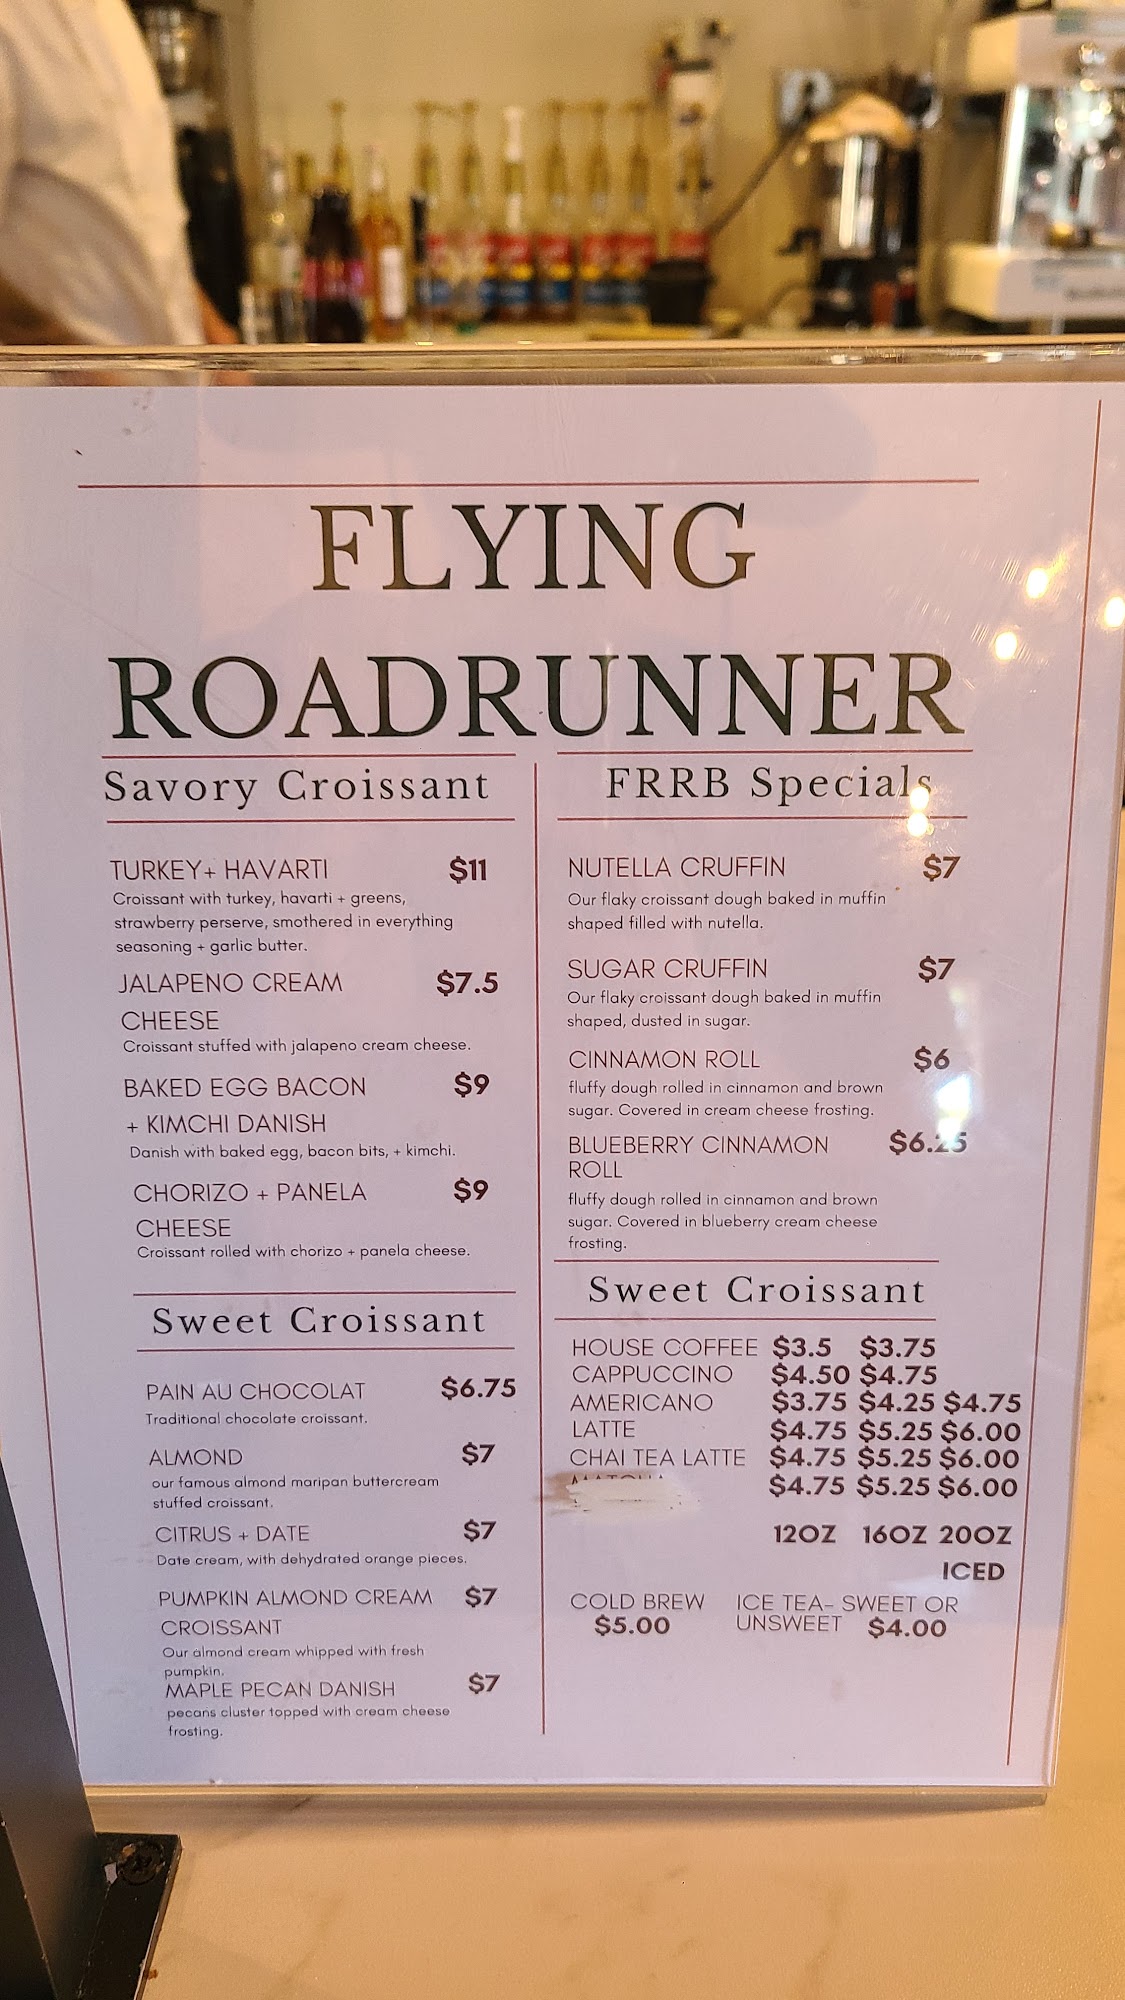 FLYING
ROADRUNNER
Savory Croissant
TURKEY+ HAVARTI $11
Croissant with turkey, havarti + greens,
strawberry perserve, smothered in everything
seasoning + garlic butter.
JALAPENO CREAM $7.5
CHEESE
Croissant stuffed with jalapeno cream cheese.
BAKED EGG BACON $9
+ KIMCHI DANISH
Danish with baked egg, bacon bits, + kimchi.
CHORIZO + PANELA $9
CHEESE
Croissant rolled with chorizo + panela cheese.
Sweet Croissant
PAIN AU CHOCOLAT $6.75
Traditional chocolate croissant.
ALMOND $7
our famous almond maripan buttercream
stuffed croissant.
CITRUS + DATE $7
Date cream, with dehydrated orange pieces.
PUMPKIN ALMOND CREAM $7
CROISSANT
Our almond cream whipped with fresh
pumpkin.
MAPLE PECAN DANISH $7
pecans cluster topped with cream cheese
frosting.
FRRB Specials
NUTELLA CRUFFIN $7
Our flaky croissant dough baked in muffin
shaped filled with nutella.
SUGAR CRUFFIN $7
Our flaky croissant dough baked in muffin
shaped, dusted in sugar.
CINNAMON ROLL $6
fluffy dough rolled in cinnamon and brown
sugar. Covered in cream cheese frosting.
BLUEBERRY CINNAMON $6.25
ROLL
fluffy dough rolled in cinnamon and brown
sugar. Covered in blueberry cream cheese
frosting.
Sweet Croissant
HOUSE COFFEE $3.5 $3.75
CAPPUCCINO $4.50 $4.75
AMERICANO $3.75 $4.25 $4.75
LATTE $4.75 $5.25 $6.00
CHAI TEA LATTE $4.75 $5.25 $6.00
$4.75 $5.25 $6.00
12OZ 16OZ 20OZ
ICED
COLD BREW ICE TEA- SWEET OR
$5.00 UNSWEET $4.00